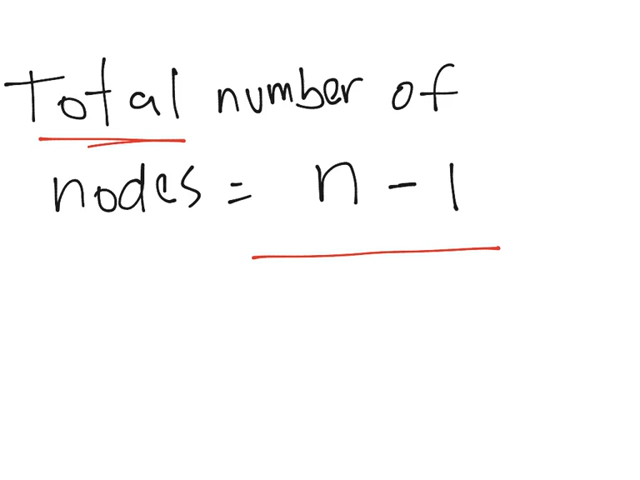 Total number of
nodes = n - 1